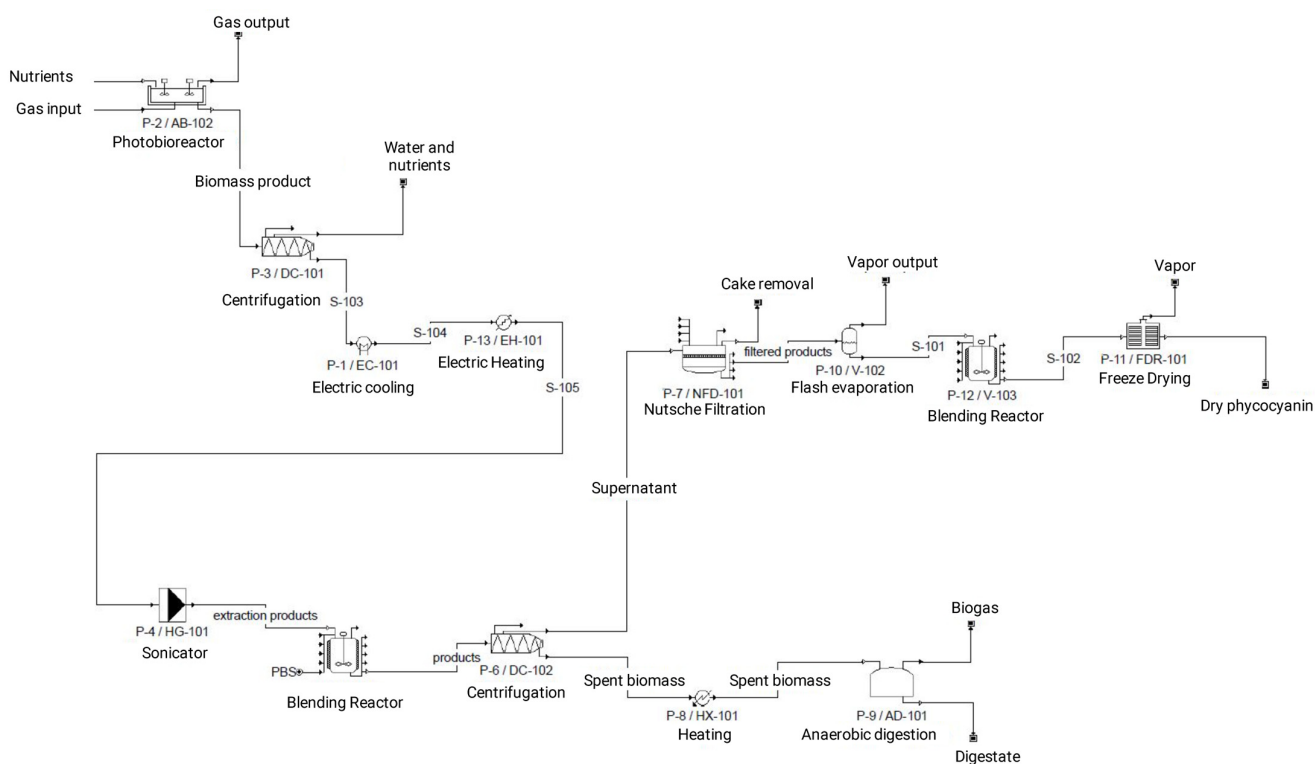 Gas output
Nutrients
Gas input
P-2 / AB-102
Photobioreactor
Water and
nutrients
Biomass product
P-3 / DC-101
Centrifugation
S-103
S-104
P-13 / EH-101
Electric Heating
P-1 / EC-101
Electric cooling
S-105
Vapor output
Vapor
Cake removal
filtered products
S-101
S-102
P-7 / NFD-101
Nutsche Filtration
P-10 / V-102
Flash evaporation
P-12 / V-103
Blending Reactor
P-11 / FDR-101
Freeze Drying
Dry phycocyanin
Supernatant
extraction products
P-4 / HG-101
Sonicator
PBS
Blending Reactor
products
P-6 / DC-102
Centrifugation
Spent biomass
Spent biomass
P-8 / HX-101
Heating
Biogas
P-9 / AD-101
Anaerobic digestion
Digestate